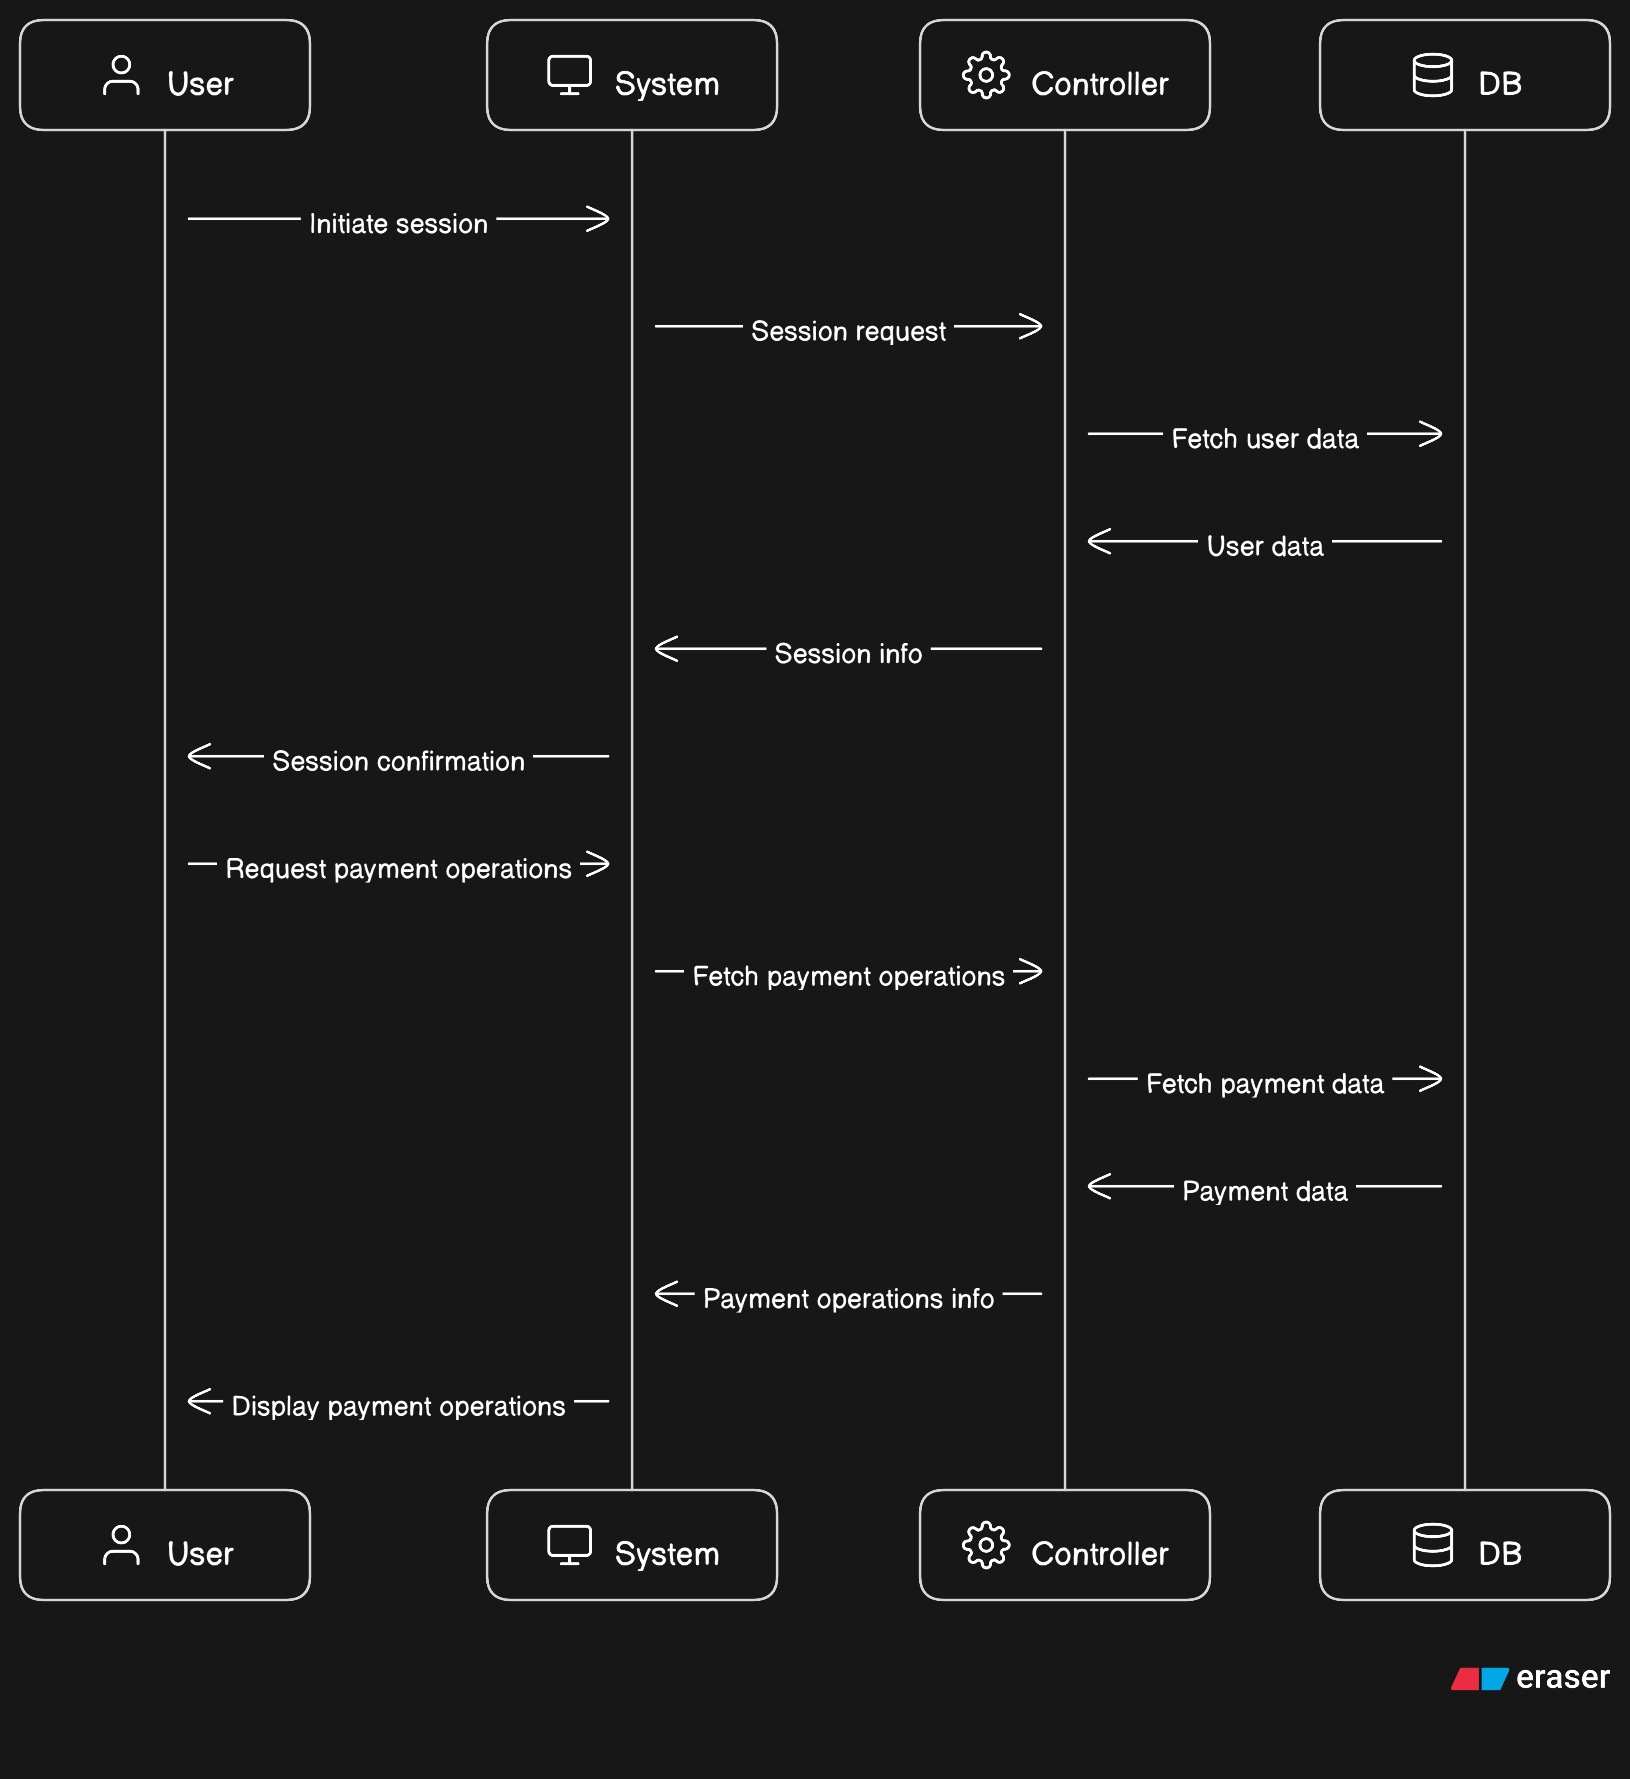 User
System
Controller
DB
Initiate session
Session request
Fetch user data
User data
Session info
Session confirmation
Request payment operations
Fetch payment operations
Fetch payment data
Payment data
Payment operations info
Display payment operations
User
System
Controller
DB
eraser